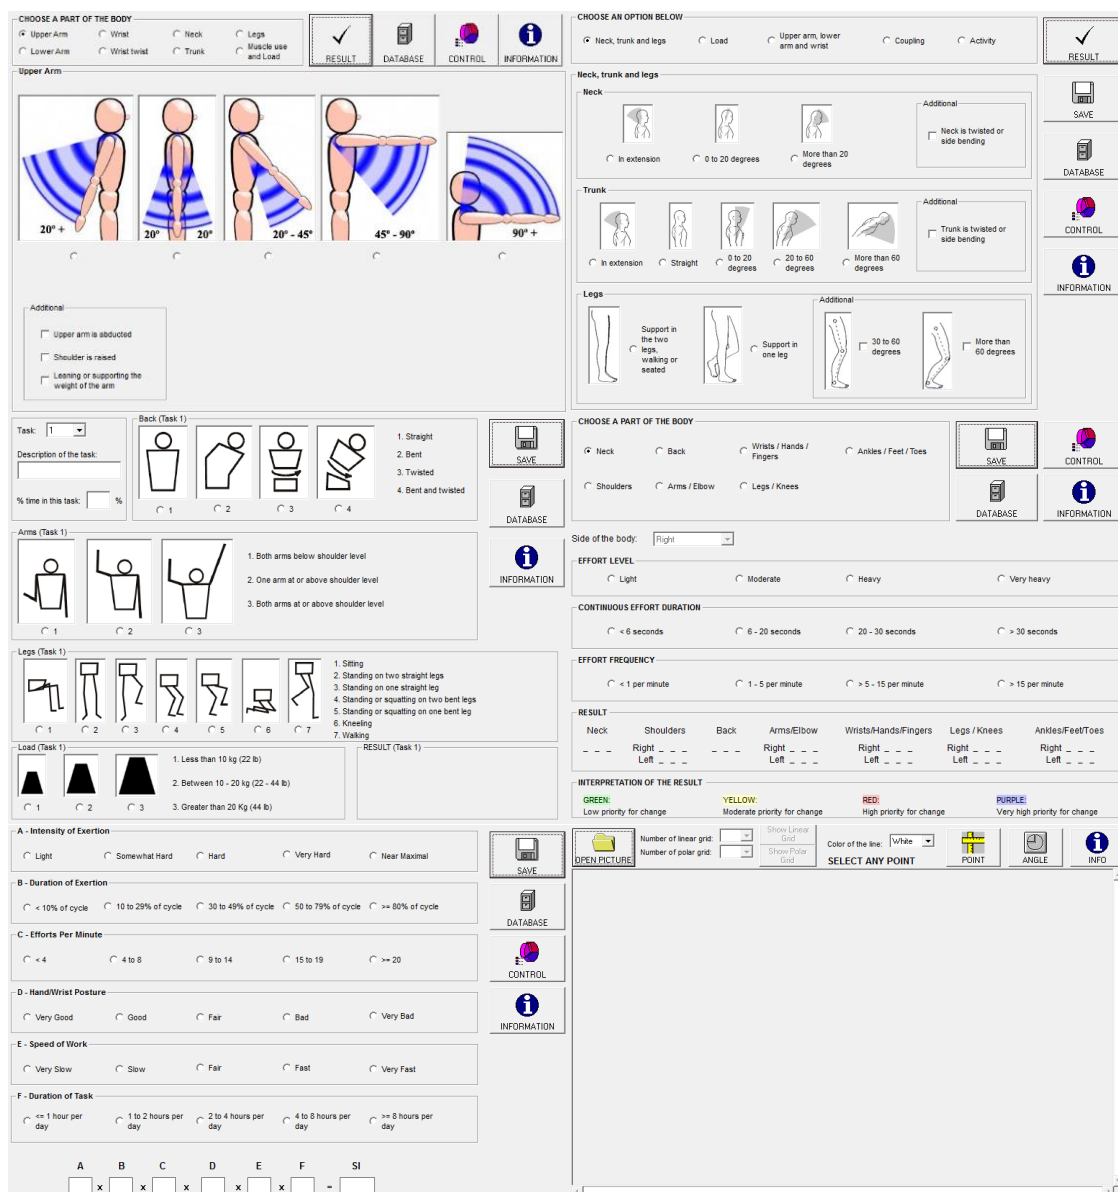 CHOOSE A PART OF THE BODY
Upper Arm
Wrist
Neck
Legs
Lower Arm
Wrist twist
Trunk
Muscle use and Load
RESULT
DATABASE
CONTROL
INFORMATION
Upper Arm
20º +
20º
20º
20º - 45º
45º - 90º
90º +
Additional
Upper arm is abducted
Shoulder is raised
Leaning or supporting the
weight of the arm
CHOOSE AN OPTION BELOW
Neck, trunk and legs
Load
Upper arm, lower
arm and wrist
Coupling
Activity
RESULT
SAVE
DATABASE
CONTROL
INFORMATION
Neck, trunk and legs
Neck
In extension
0 to 20 degrees
More than 20
degrees
Additional
Neck is twisted or
side bending
Trunk
In extension
Straight
0 to 20
degrees
20 to 60
degrees
More than 60
degrees
Additional
Trunk is twisted or
side bending
Legs
Support in
the two
legs,
walking or
seated
Support in
one leg
Additional
30 to 60
degrees
More than
60 degrees
Task:
1
Description of the task:
% time in this task:
%
Back (Task 1)
1
2
3
4
1. Straight
2. Bent
3. Twisted
4. Bent and twisted
SAVE
DATABASE
INFORMATION
Arms (Task 1)
1
2
3
1. Both arms below shoulder level
2. One arm at or above shoulder level
3. Both arms at or above shoulder level
Legs (Task 1)
1
2
3
4
5
6
7
1. Sitting
2. Standing on two straight legs
3. Standing on one straight leg
4. Standing or squatting on two bent legs
5. Standing or squatting on one bent leg
6. Kneeling
7. Walking
Load (Task 1)
1
2
3
1. Less than 10 kg (22 lb)
2. Between 10 - 20 kg (22 - 44 lb)
3. Greater than 20 Kg (44 lb)
RESULT (Task 1)
CHOOSE A PART OF THE BODY
Neck
Back
Wrists / Hands /
Fingers
Ankles / Feet / Toes
Shoulders
Arms / Elbow
Legs / Knees
SAVE
CONTROL
DATABASE
INFORMATION
Side of the body:
Right
EFFORT LEVEL
Light
Moderate
Heavy
Very heavy
CONTINUOUS EFFORT DURATION
< 6 seconds
6 - 20 seconds
20 - 30 seconds
> 30 seconds
EFFORT FREQUENCY
< 1 per minute
1 - 5 per minute
> 5 - 15 per minute
> 15 per minute
RESULT
Neck Shoulders Back Arms/Elbow Wrists/Hands/Fingers Legs / Knees Ankles/Feet/Toes
_ _ _ Right _ _ _ _ _ _ Right _ _ _ Right _ _ _ Right _ _ _ Right _ _ _
Left _ _ _ Left _ _ _ Left _ _ _ Left _ _ _ Left _ _ _
INTERPRETATION OF THE RESULT
GREEN: YELLOW: RED: PURPLE:
Low priority for change Moderate priority for change High priority for change Very high priority for change
A - Intensity of Exertion
Light
Somewhat Hard
Hard
Very Hard
Near Maximal
B - Duration of Exertion
< 10% of cycle
10 to 29% of cycle
30 to 49% of cycle
50 to 79% of cycle
>= 80% of cycle
C - Efforts Per Minute
< 4
4 to 8
9 to 14
15 to 19
>= 20
D - Hand/Wrist Posture
Very Good
Good
Fair
Bad
Very Bad
E - Speed of Work
Very Slow
Slow
Fair
Fast
Very Fast
F - Duration of Task
<= 1 hour per
day
1 to 2 hours per
day
2 to 4 hours per
day
4 to 8 hours per
day
>= 8 hours per
day
A B C D E F SI
x x x x x =
SAVE
DATABASE
CONTROL
INFORMATION
OPEN PICTURE
Number of linear grid:
Number of polar grid:
Show Linear
Grid
Show Polar
Grid
Color of the line:
White
SELECT ANY POINT
POINT
ANGLE
INFO